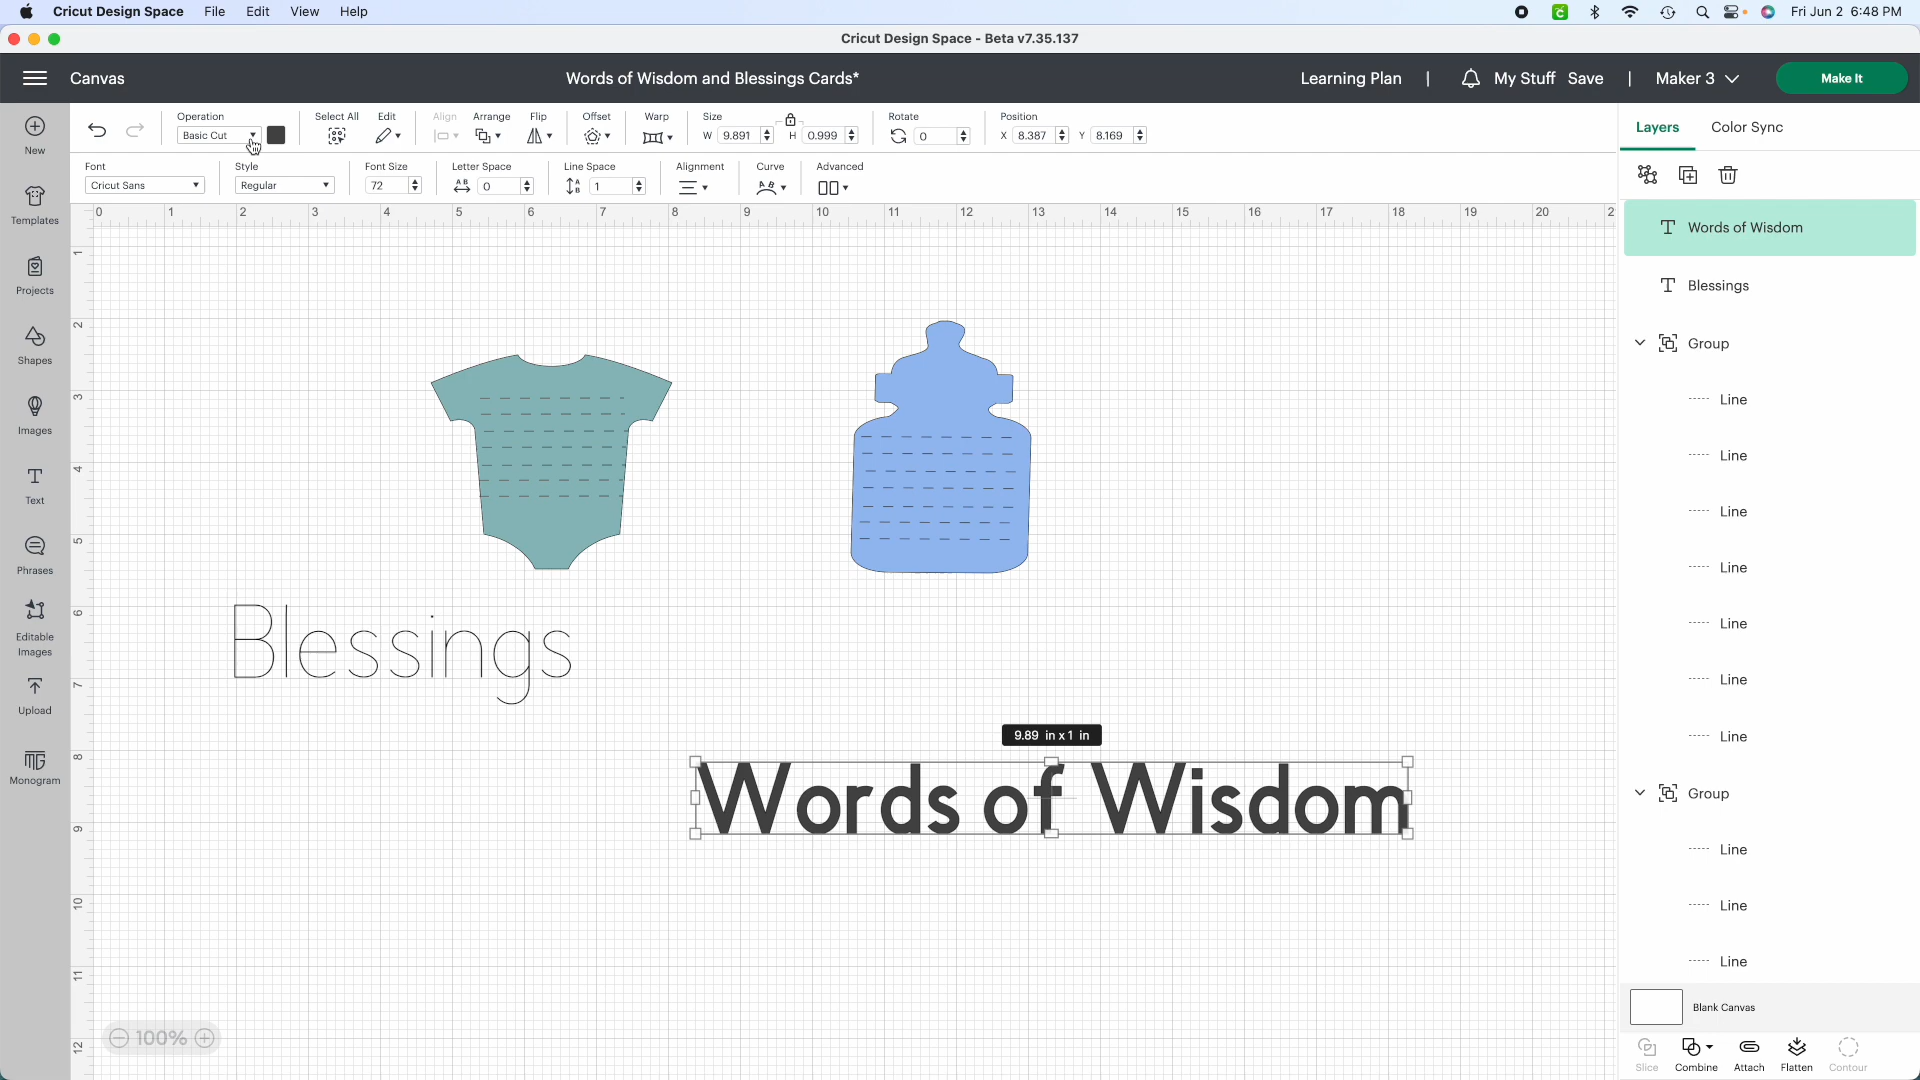 Cricut Design Space File Edit View Help
Fri Jun 2 6:48 PM
Cricut Design Space - Beta v7.35.137
Canvas
Words of Wisdom and Blessings Cards*
Learning Plan | My Stuff Save | Maker 3
Make It
New
Templates
Projects
Shapes
Images
Text
Phrases
Editable
Images
Upload
Monogram
Operation
Basic Cut
Select All
Edit
Align
Arrange
Flip
Offset
Warp
Size
W 9.891
H 0.999
Rotate
0
Position
X 8.387
Y 8.169
Font
Cricut Sans
Style
Regular
Font Size
72
Letter Space
0
Line Space
1
Alignment
Curve
Advanced
0 1 2 3 4 5 6 7 8 9 10 11 12 13 14 15 16 17 18 19 20 2
1
2
3
4
5
6
7
8
9
10
11
12
Blessings
9.89 in x 1 in
Words of Wisdom
100%
Layers
Color Sync
Words of Wisdom
Blessings
Group
Line
Line
Line
Line
Line
Line
Line
Group
Line
Line
Line
Blank Canvas
Slice
Combine
Attach
Flatten
Contour